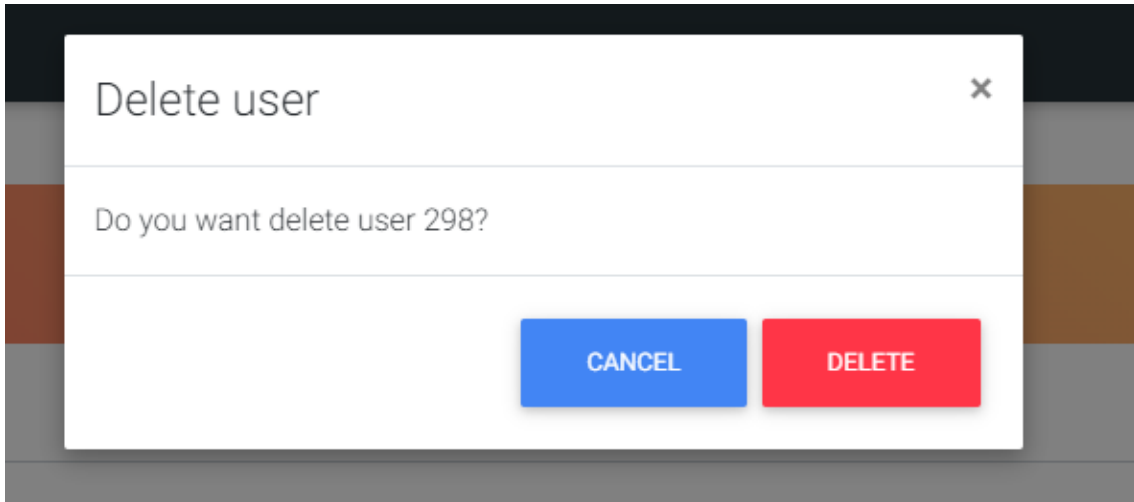 Delete user
×
Do you want delete user 298?
CANCEL
DELETE